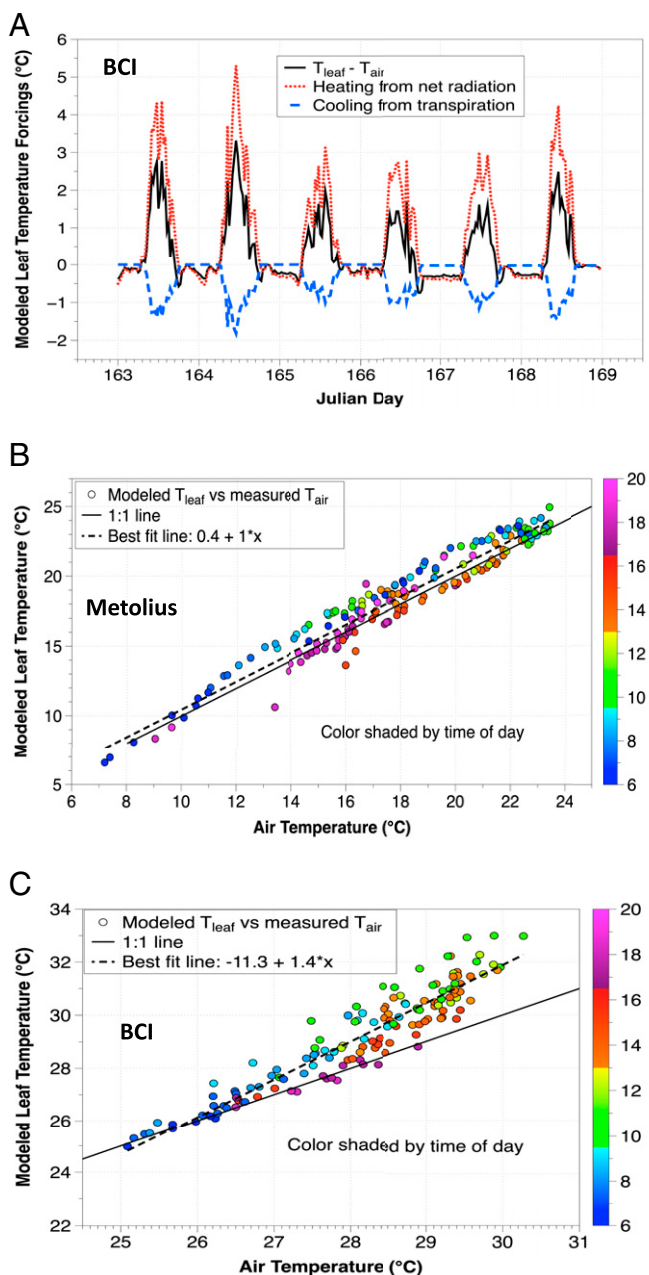 A
BCI
T leaf - T air
Heating from net radiation
Cooling from transpiration
Modeled Leaf Temperature Forcings (°C)
6
5
4
3
2
1
0
−1
−2
163 164 165 166 167 168 169
Julian Day
B
Modeled T leaf vs measured T air
1:1 line
Best fit line: 0.4 + 1*x
Metolius
Color shaded by time of day
Modeled Leaf Temperature (°C)
25
20
15
10
5
6 8 10 12 14 16 18 20 22 24
Air Temperature (°C)
20
18
16
14
12
10
8
6
C
Modeled T leaf vs measured T air
1:1 line
Best fit line: -11.3 + 1.4*x
BCI
Color shaded by time of day
Modeled Leaf Temperature (°C)
34
32
30
28
26
24
22
25 26 27 28 29 30 31
Air Temperature (°C)
20
18
16
14
12
10
8
6